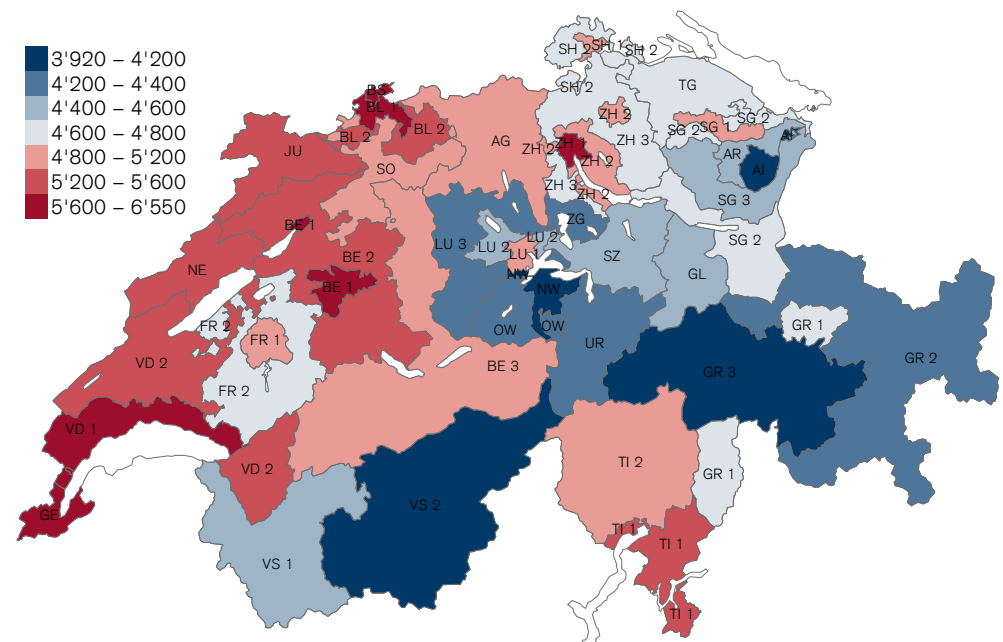 3'920 – 4'200
4'200 – 4'400
4'400 – 4'600
4'600 – 4'800
4'800 – 5'200
5'200 – 5'600
5'600 – 6'550
SH 2
SH 1
SH 2
SH 2
TG
BS
BL 1
BL 2
BL 2
JU
SO
AG
ZH 2
ZH 2
ZH 1
ZH 3
ZH 2
ZH 3
ZH 2
SG 2
SG 1
SG 2
AI
AR
AI
SG 3
SG 2
BE 1
BE 2
BE 1
NE
LU 3
LU 2
LU 2
LU 1
ZG
SZ
GL
NW
NW
OW
OW
UR
FR 2
FR 1
FR 2
VD 2
BE 3
GR 1
GR 2
GR 3
VD 1
VD 2
GE
VS 2
VS 1
TI 2
GR 1
TI 1
TI 1
TI 1